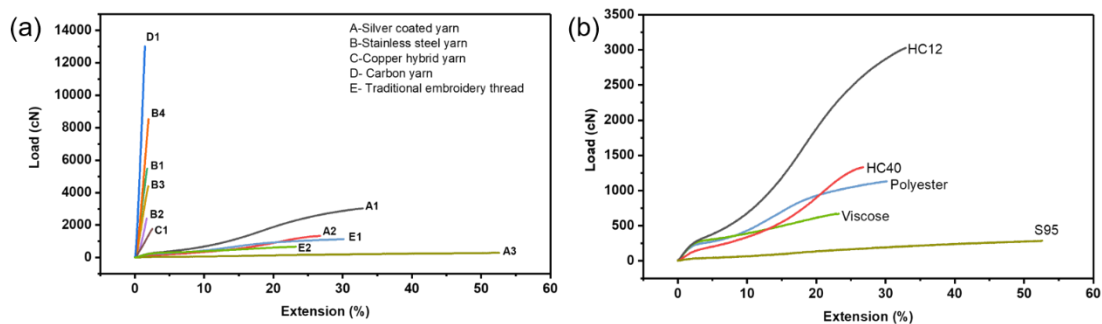 (a)
A-Silver coated yarn
B-Stainless steel yarn
C-Copper hybrid yarn
D- Carbon yarn
E- Traditional embroidery thread
14000
12000
10000
8000
6000
4000
2000
0
Load (cN)
D1
B4
B1
B3
B2
C1
A1
A2
E1
E2
A3
0 10 20 30 40 50 60
Extension (%)
(b)
3500
3000
2500
2000
1500
1000
500
0
Load (cN)
HC12
HC40
Polyester
Viscose
S95
0 10 20 30 40 50 60
Extension (%)